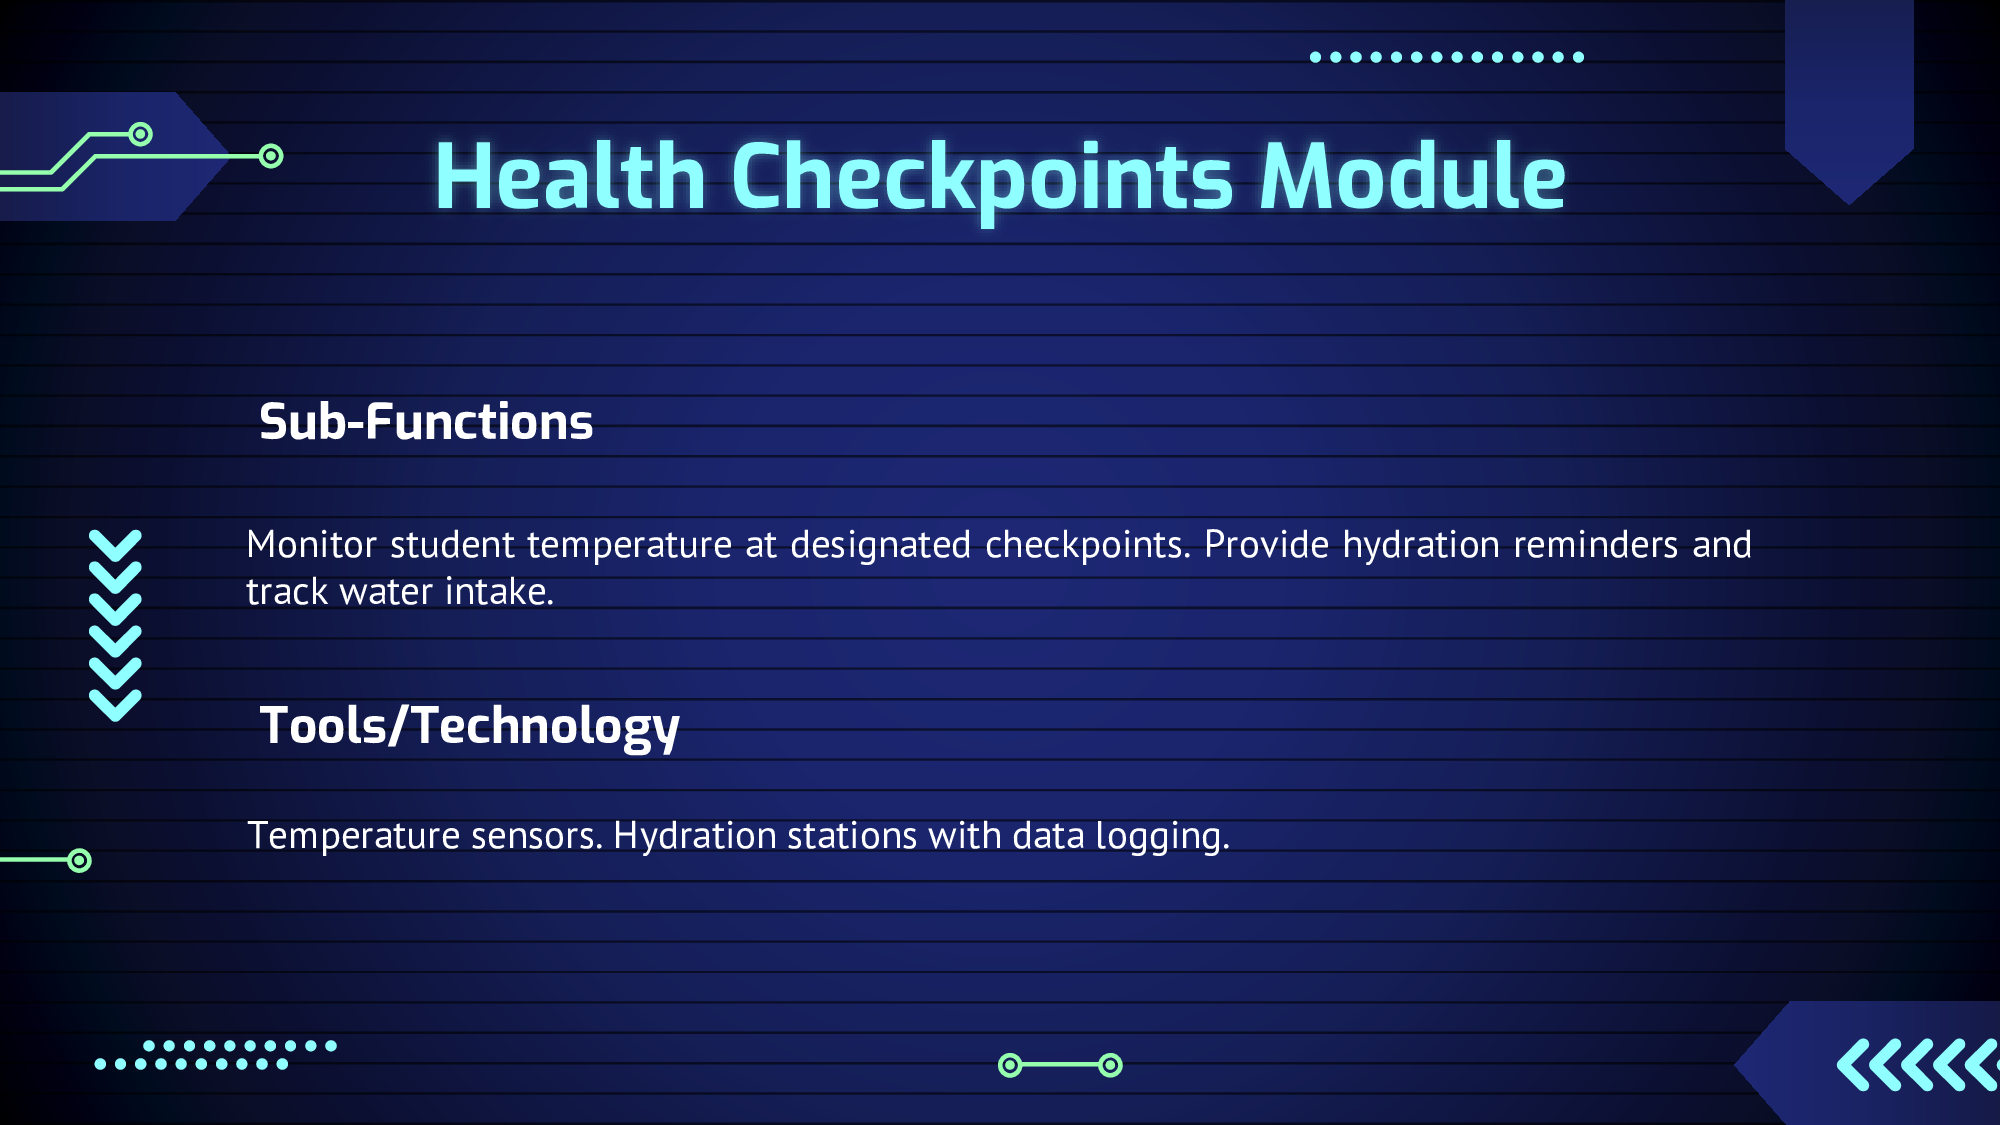 Health Checkpoints Module
Sub-Functions
Monitor student temperature at designated checkpoints. Provide hydration reminders and
track water intake.
Tools/Technology
Temperature sensors. Hydration stations with data logging.